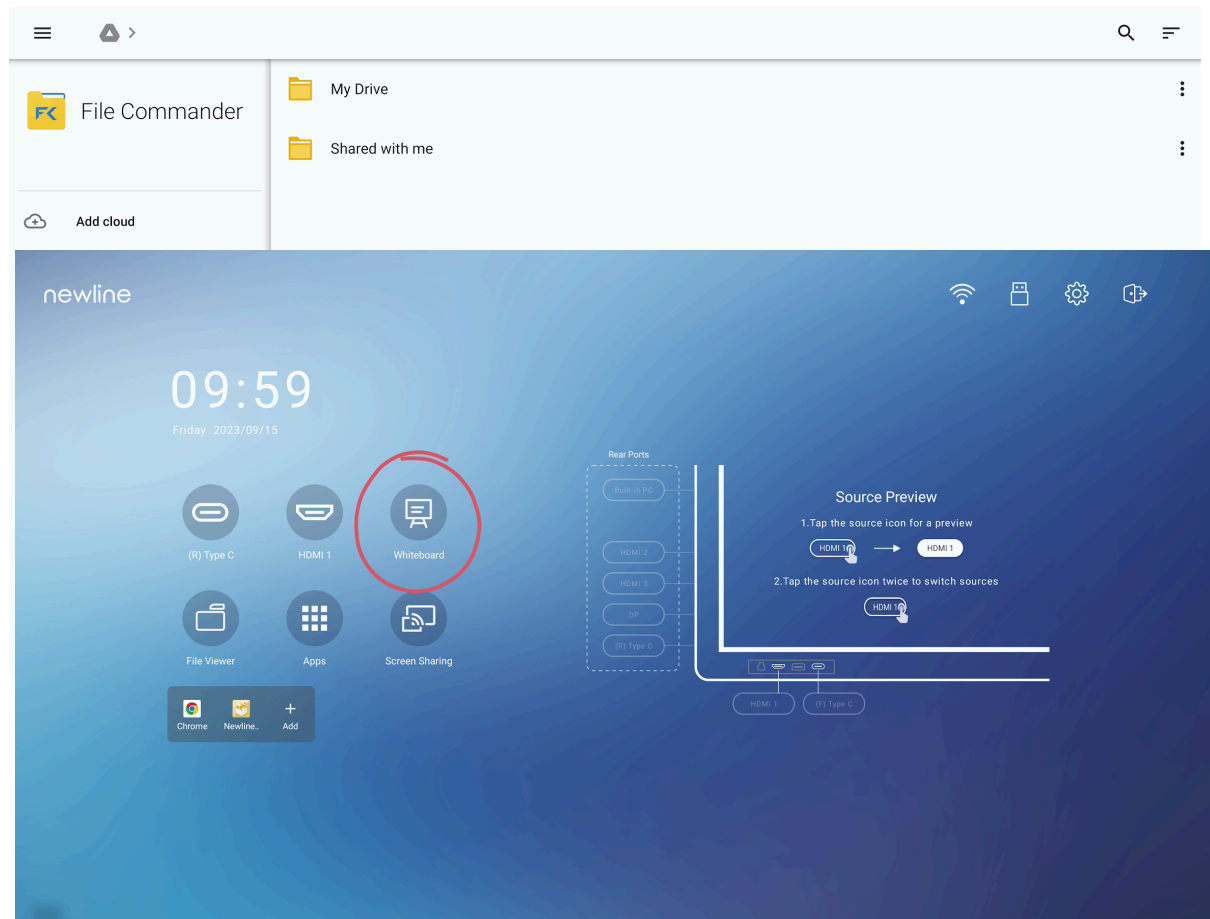 File Commander
My Drive
Shared with me
Add cloud
newline
09:59
Friday 2023/09/15
(R) Type C
HDMI 1
Whiteboard
File Viewer
Apps
Screen Sharing
Chrome
Newline..
Add
Rear Ports
Built in PC
HDMI 2
HDMI 3
DP
(R) Type C
Source Preview
1.Tap the source icon for a preview
HDMI 1
HDMI 1
2.Tap the source icon twice to switch sources
HDMI 1
HDMI 1
(F) Type C